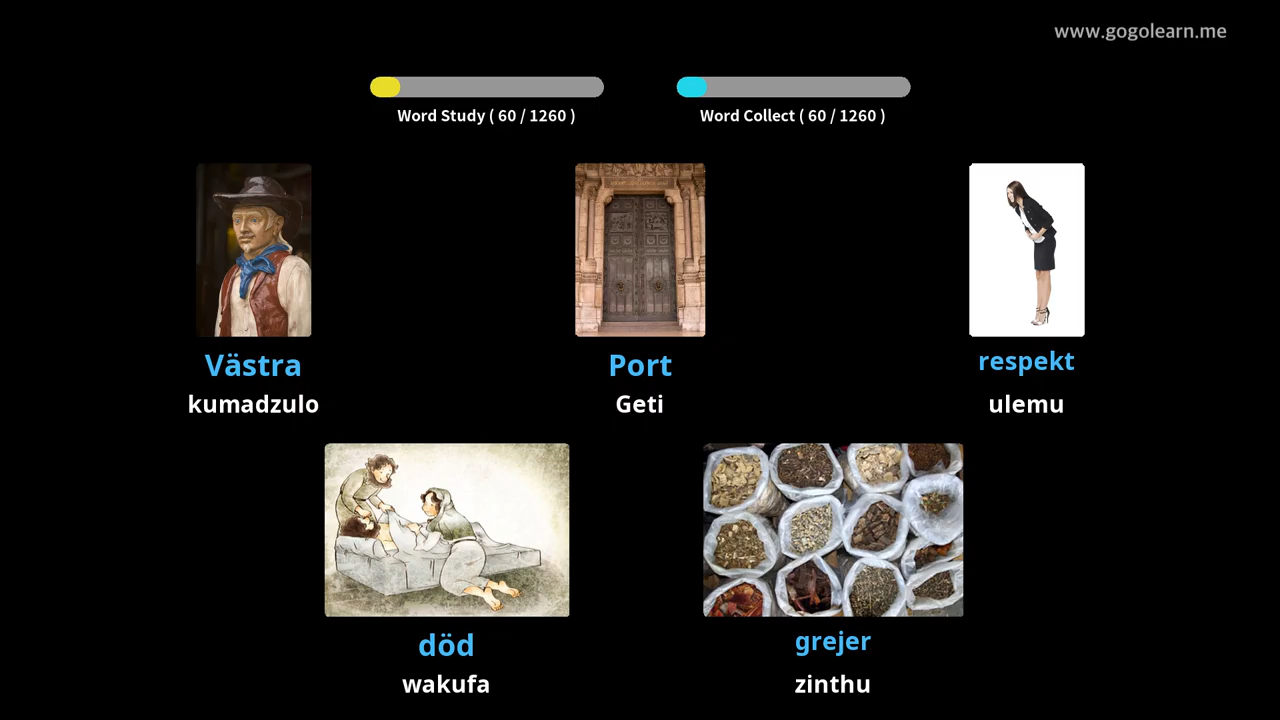 www.gogolearn.me
Word Study ( 60 / 1260 )
Word Collect ( 60 / 1260 )
Västra
kumadzulo
Port
Geti
respekt
ulemu
död
wakufa
grejer
zinthu